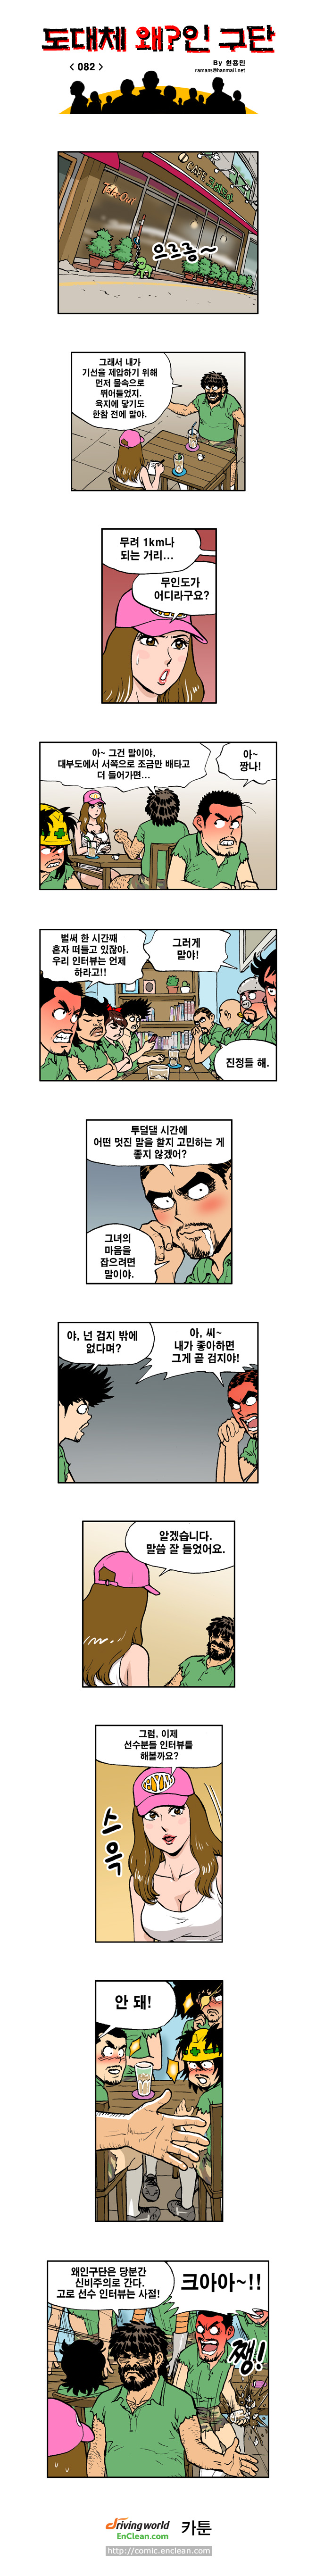 도대체 왜?인 구단
< 082 >
By 현용민
ramans@hanmail.net
CAFE
Take Out
으르릉~
그래서 내가
기선을 제압하기 위해
먼저 물속으로
뛰어들었지.
육지에 닿기도
한참 전에 말야.
무려 1km나
되는 거리...
무인도가
어디라구요?
아~ 그건 말이야,
대부도에서 서쪽으로 조금만 배타고
더 들어가면...
아~
짱나!
벌써 한 시간째
혼자 떠들고 있잖아.
우리 인터뷰는 언제
하라고!!
그러게
말야!
진정들 해.
투덜댈 시간에
어떤 멋진 말을 할지 고민하는 게
좋지 않겠어?
그녀의
마음을
잡으려면
말이야.
야, 넌 검지 밖에
없다며?
아, 씨~
내가 좋아하면
그게 곧 검지야!
알겠습니다.
말씀 잘 들었어요.
그럼, 이제
선수분들 인터뷰를
해볼까요?
스윽
안 돼!
왜인구단은 당분간
신비주의로 간다.
고로 선수 인터뷰는 사절!
크아아~!!
쨍!
driving world
EnClean.com
카툰
http://comic.enclean.com